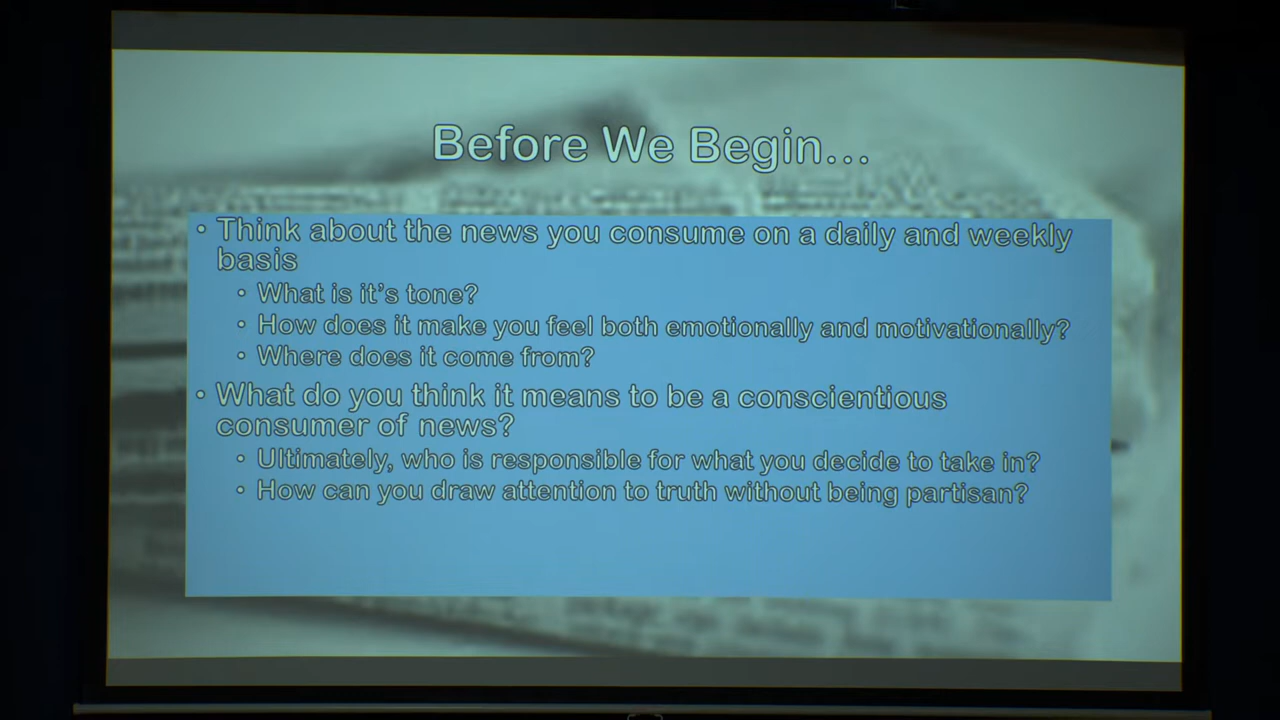 Before We Begin…
• Think about the news you consume on a daily and weekly
basis
• What is it’s tone?
• How does it make you feel both emotionally and motivationally?
• Where does it come from?
• What do you think it means to be a conscientious
consumer of news?
• Ultimately, who is responsible for what you decide to take in?
• How can you draw attention to truth without being partisan?